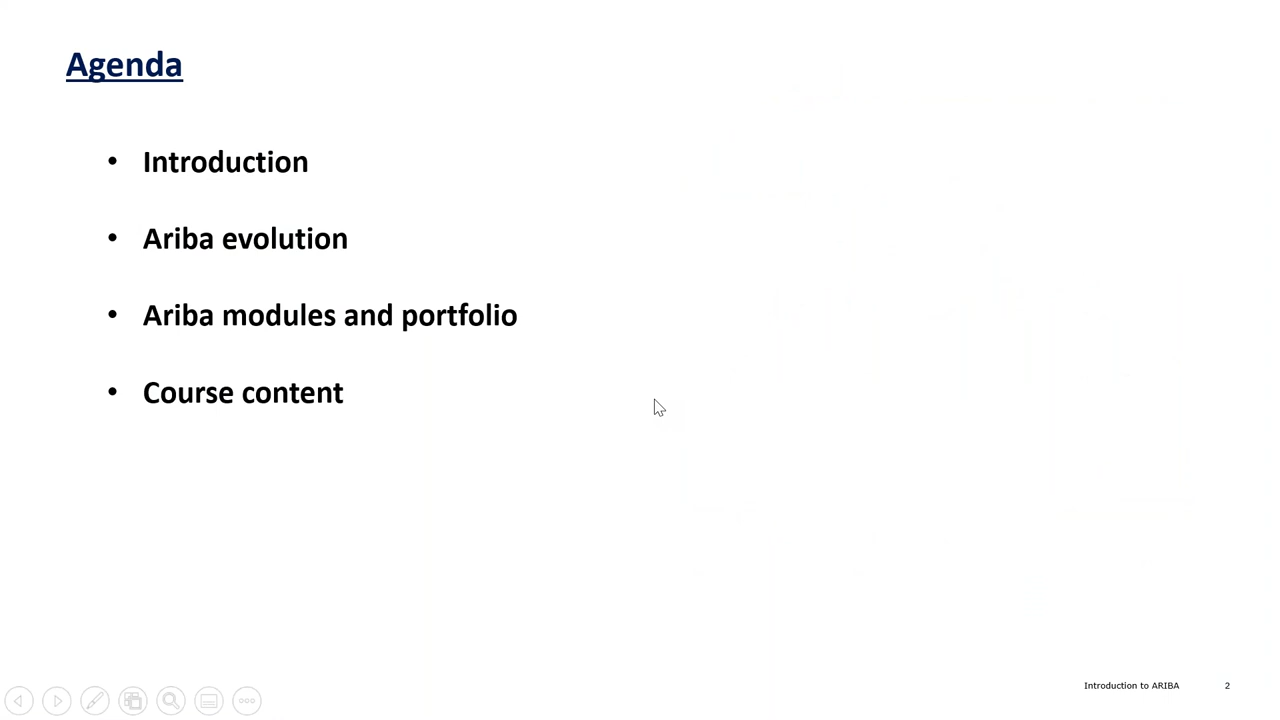 Agenda
• Introduction
• Ariba evolution
• Ariba modules and portfolio
• Course content
Introduction to ARIBA 2